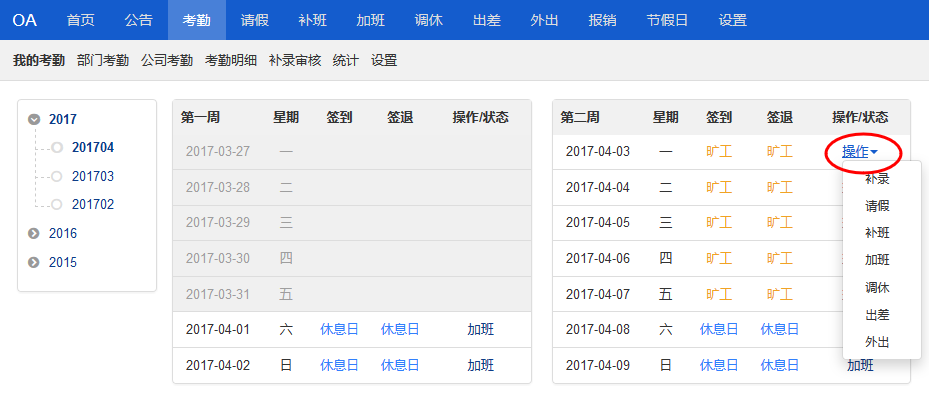 OA 首页 公告 考勤 请假 补班 加班 调休 出差 外出 报销 节假日 设置
我的考勤 部门考勤 公司考勤 考勤明细 补录审核 统计 设置
2017
201704
201703
201702
2016
2015
第一周 星期 签到 签退 操作/状态
2017-03-27 一
2017-03-28 二
2017-03-29 三
2017-03-30 四
2017-03-31 五
2017-04-01 六 休息日 休息日 加班
2017-04-02 日 休息日 休息日 加班
第二周 星期 签到 签退 操作/状态
2017-04-03 一 旷工 旷工 操作
2017-04-04 二 旷工 旷工
2017-04-05 三 旷工 旷工
2017-04-06 四 旷工 旷工
2017-04-07 五 旷工 旷工
2017-04-08 六 休息日 休息日
2017-04-09 日 休息日 休息日 加班
补录
请假
补班
加班
调休
出差
外出